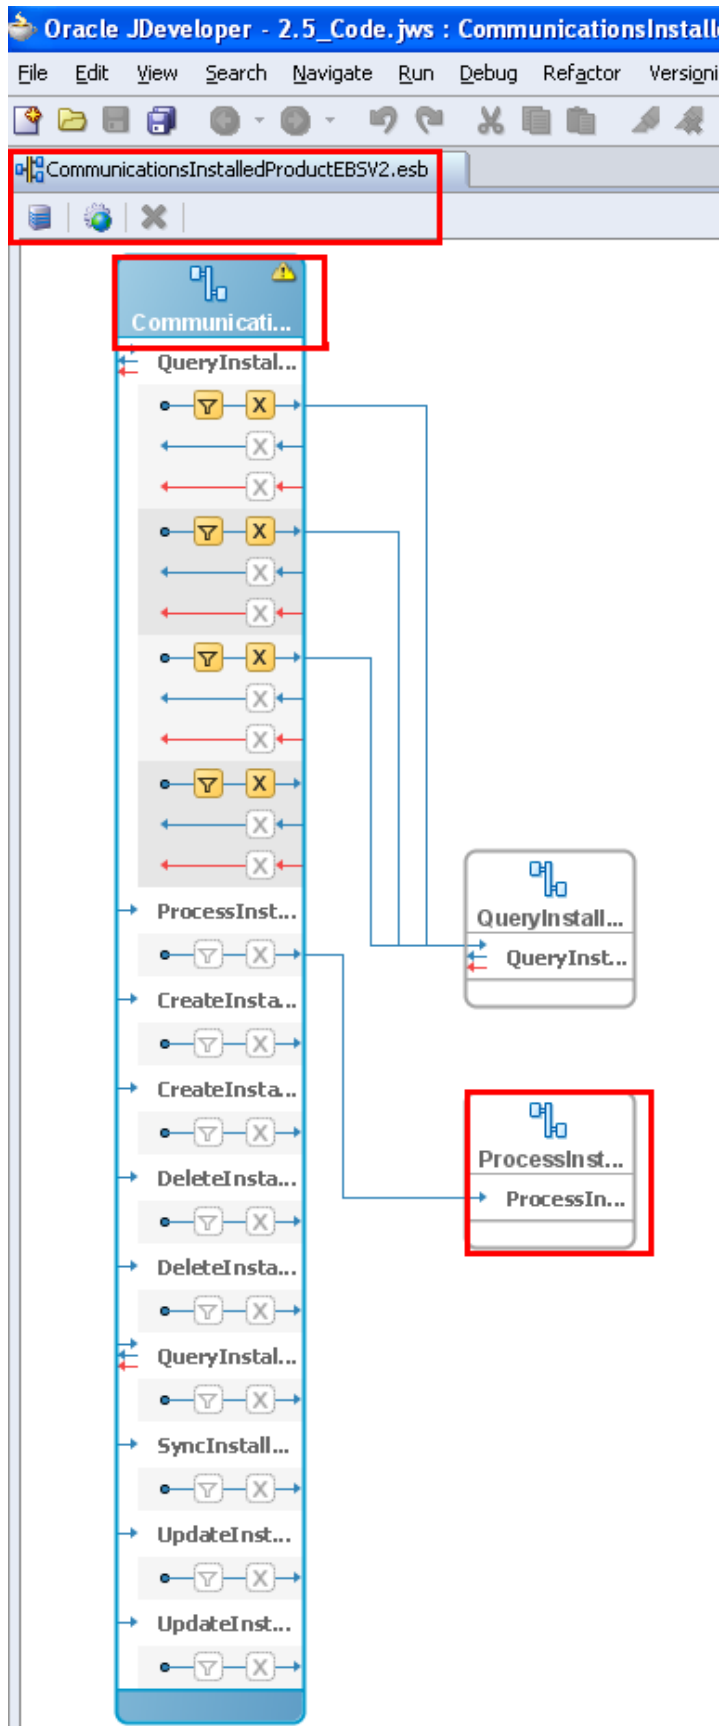 Oracle JDeveloper - 2.5_Code.jws : CommunicationsInstalle
File Edit View Search Navigate Run Debug Refactor Versioni
CommunicationsInstalledProductEBSV2.esb
Communicati...
QueryInstal...
ProcessInst...
CreateInsta...
CreateInsta...
DeleteInsta...
DeleteInsta...
QueryInstal...
SyncInstall...
UpdateInst...
UpdateInst...
QueryInstall...
QueryInst...
ProcessInst...
ProcessIn...